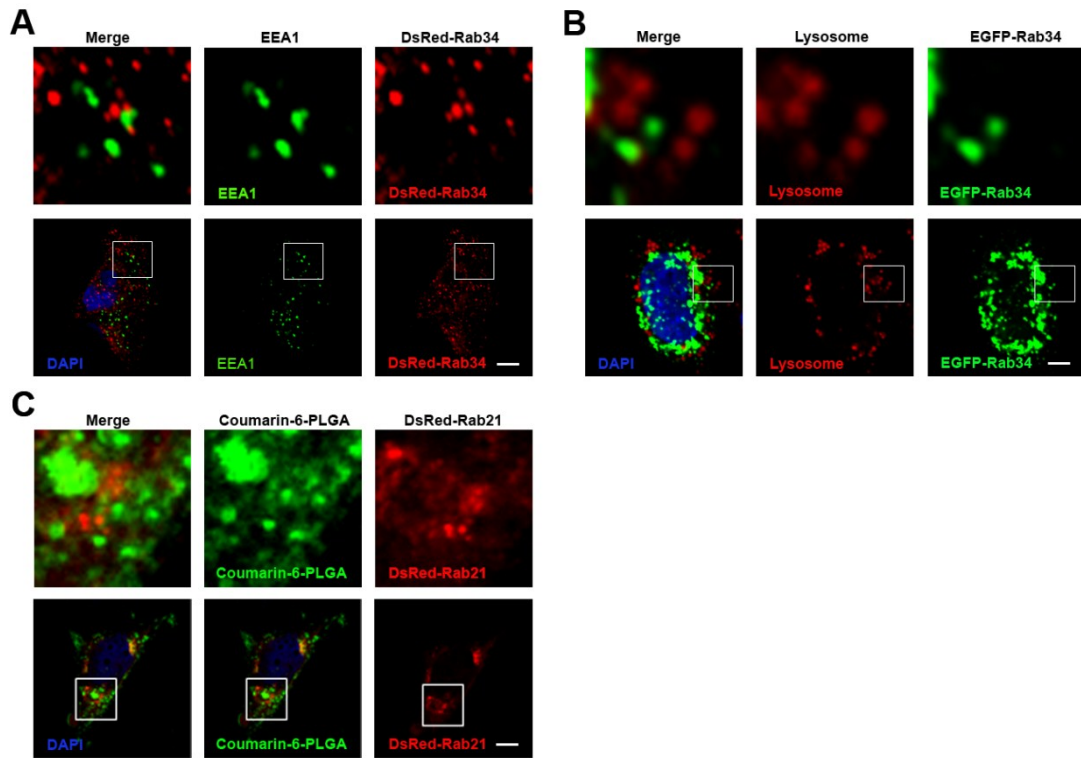 A
Merge EEA1 DsRed-Rab34
EEA1 DsRed-Rab34
DAPI EEA1 DsRed-Rab34
B
Merge Lysosome EGFP-Rab34
Lysosome EGFP-Rab34
DAPI Lysosome EGFP-Rab34
C
Merge Coumarin-6-PLGA DsRed-Rab21
Coumarin-6-PLGA DsRed-Rab21
DAPI Coumarin-6-PLGA DsRed-Rab21